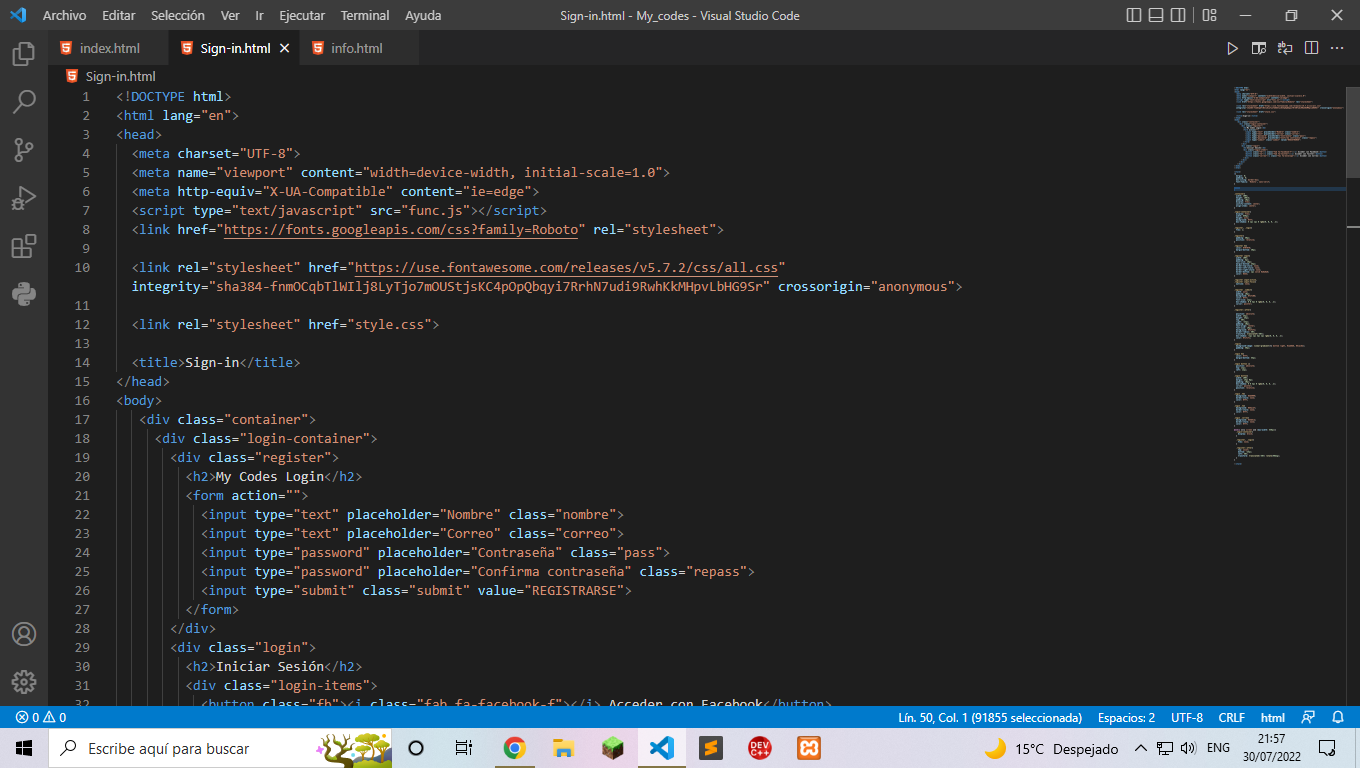 Archivo Editar Selección Ver Ir Ejecutar Terminal Ayuda Sign-in.html - My_codes - Visual Studio Code
index.html Sign-in.html info.html
Sign-in.html
1 <!DOCTYPE html>
2 <html lang="en">
3 <head>
4 <meta charset="UTF-8">
5 <meta name="viewport" content="width=device-width, initial-scale=1.0">
6 <meta http-equiv="X-UA-Compatible" content="ie=edge">
7 <script type="text/javascript" src="func.js"></script>
8 <link href="https://fonts.googleapis.com/css?family=Roboto" rel="stylesheet">
9
10 <link rel="stylesheet" href="https://use.fontawesome.com/releases/v5.7.2/css/all.css"
integrity="sha384-fnmOCqbTlWIlj8LyTjo7mOUStjsKC4pOpQbqyi7RrhN7udi9RwhKkMHpvLbHG9Sr" crossorigin="anonymous">
11
12 <link rel="stylesheet" href="style.css">
13
14 <title>Sign-in</title>
15 </head>
16 <body>
17 <div class="container">
18 <div class="login-container">
19 <div class="register">
20 <h2>My Codes Login</h2>
21 <form action="">
22 <input type="text" placeholder="Nombre" class="nombre">
23 <input type="text" placeholder="Correo" class="correo">
24 <input type="password" placeholder="Contraseña" class="pass">
25 <input type="password" placeholder="Confirma contraseña" class="repass">
26 <input type="submit" class="submit" value="REGISTRARSE">
27 </form>
28 </div>
29 <div class="login">
30 <h2>Iniciar Sesión</h2>
31 <div class="login-items">
32 <button class="fb"><i class="fab fa-facebook-f"></i> Acceder con Facebook</button>
0 0 Lín. 50, Col. 1 (91855 seleccionada) Espacios: 2 UTF-8 CRLF html
Escribe aquí para buscar DEV C++ 15°C Despejado ENG 21:57
30/07/2022